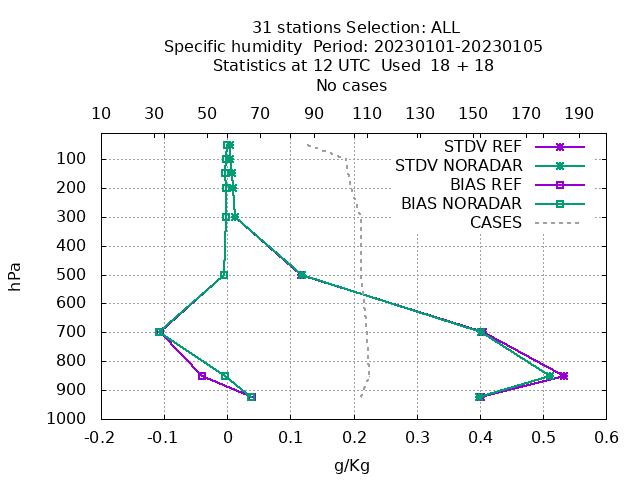 31 stations Selection: ALL
Specific humidity  Period: 20230101-20230105
Statistics at 12 UTC  Used  18 + 18
No cases
10 30 50 70 90 110 130 150 170 190
STDV REF
STDV NORADAR
BIAS REF
BIAS NORADAR
CASES
100
200
300
400
500
600
700
800
900
1000
hPa
-0.2 -0.1 0 0.1 0.2 0.3 0.4 0.5 0.6
g/Kg